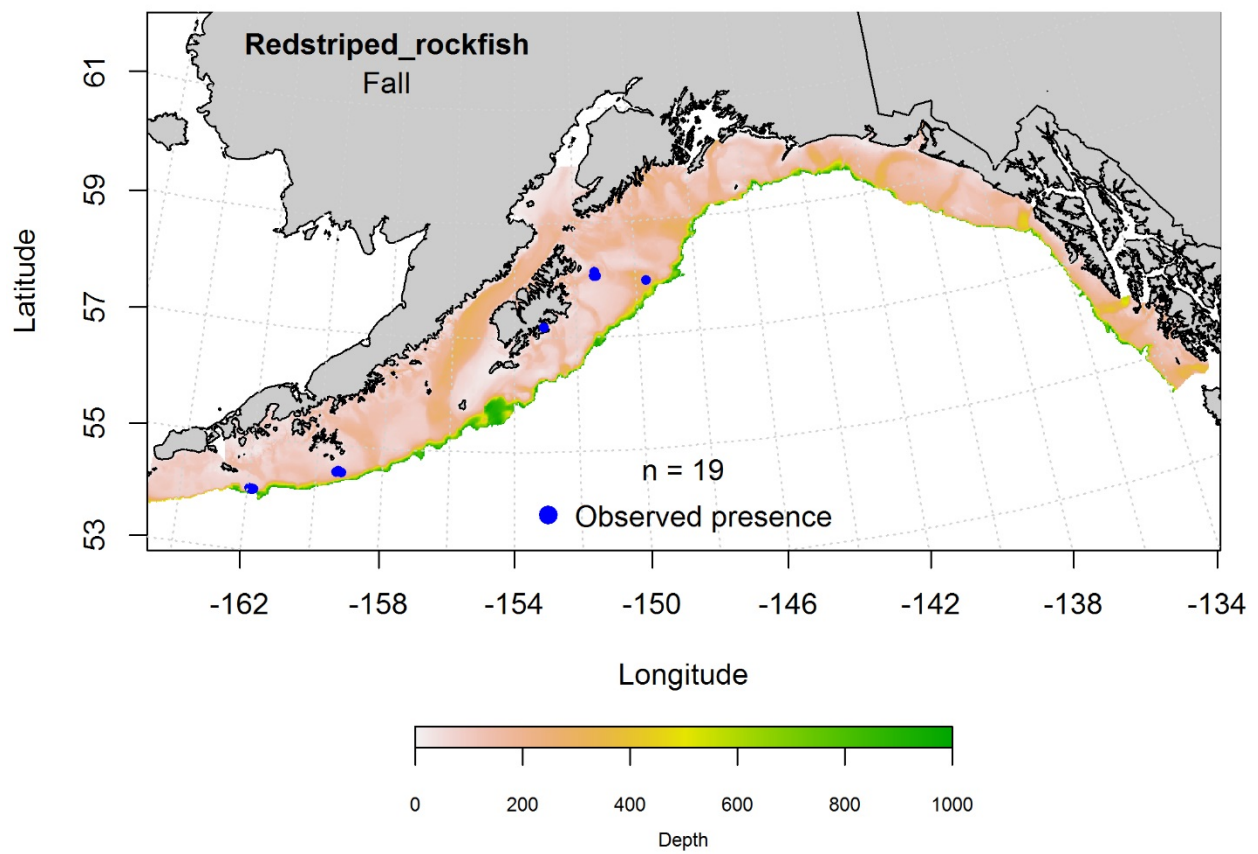 Redstriped_rockfish
Fall
61
59
57
55
53
Latitude
n = 19
Observed presence
-162 -158 -154 -150 -146 -142 -138 -134
Longitude
0 200 400 600 800 1000
Depth